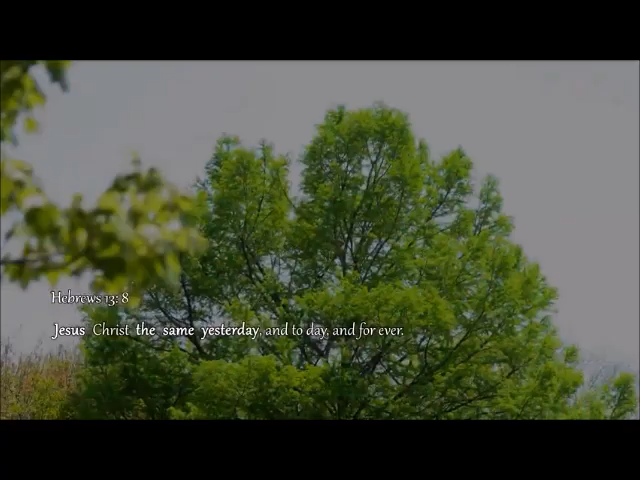 Hebrews 13: 8
Jesus Christ the same yesterday, and to day, and for ever.